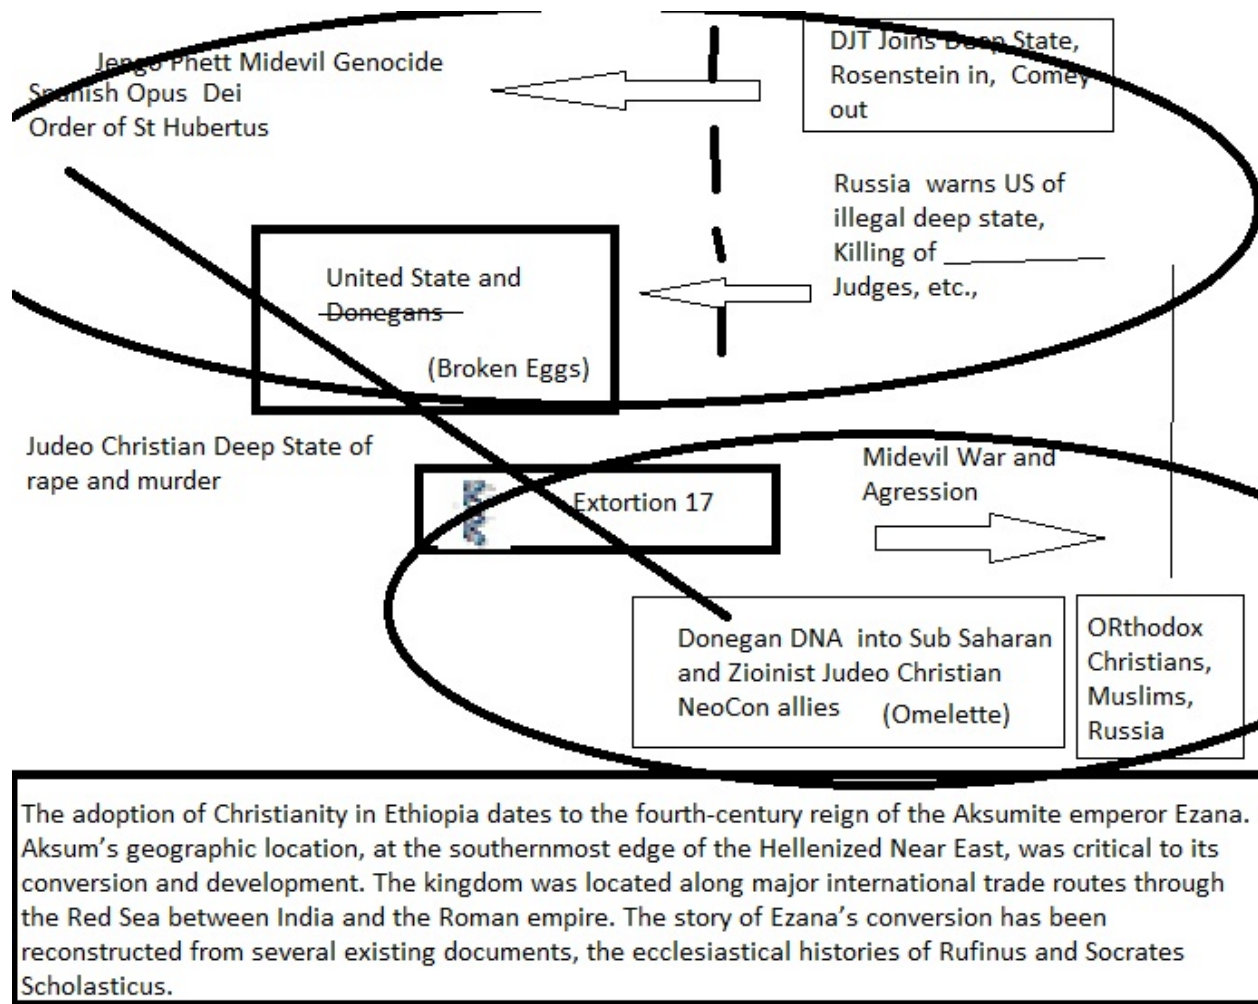 Jengo Phett Midevil Genocide
Spanish Opus Dei
Order of St Hubertus
DJT Joins Deep State,
Rosenstein in, Comey
out
Russia warns US of
illegal deep state,
Killing of ___________
Judges, etc.,
United State and
Donegans
(Broken Eggs)
Judeo Christian Deep State of
rape and murder
Extortion 17
Midevil War and
Agression
Donegan DNA into Sub Saharan
and Zioinist Judeo Christian
NeoCon allies (Omelette)
ORthodox
Christians,
Muslims,
Russia
The adoption of Christianity in Ethiopia dates to the fourth-century reign of the Aksumite emperor Ezana.
Aksum’s geographic location, at the southernmost edge of the Hellenized Near East, was critical to its
conversion and development. The kingdom was located along major international trade routes through
the Red Sea between India and the Roman empire. The story of Ezana’s conversion has been
reconstructed from several existing documents, the ecclesiastical histories of Rufinus and Socrates
Scholasticus.